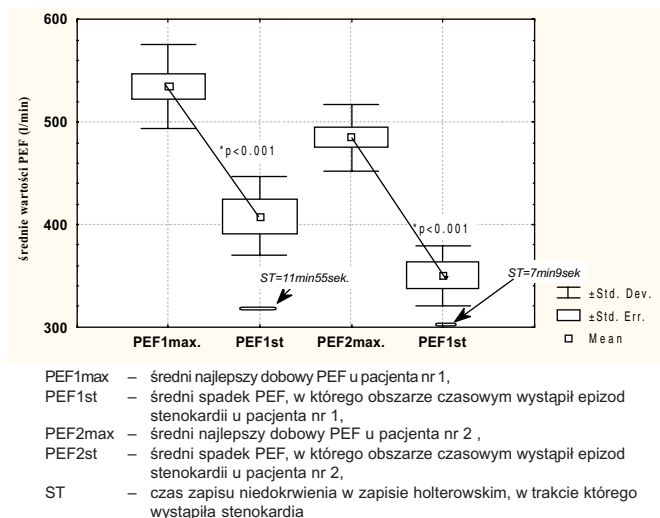 600
500
400
300
średnie wartości PEF (l/min)
*p<0.001
*p<0.001
ST=11min55sek.
ST=7min9sek
±Std. Dev.
±Std. Err.
Mean
PEF1max. PEF1st PEF2max. PEF1st
PEF1max – średni najlepszy dobowy PEF u pacjenta nr 1,
PEF1st – średni spadek PEF, w którego obszarze czasowym wystąpił epizod
stenokardii u pacjenta nr 1,
PEF2max – średni najlepszy dobowy PEF u pacjenta nr 2 ,
PEF2st – średni spadek PEF, w którego obszarze czasowym wystąpił epizod
stenokardii u pacjenta nr 2,
ST – czas zapisu niedokrwienia w zapisie holterowskim, w trakcie którego
wystąpiła stenokardia